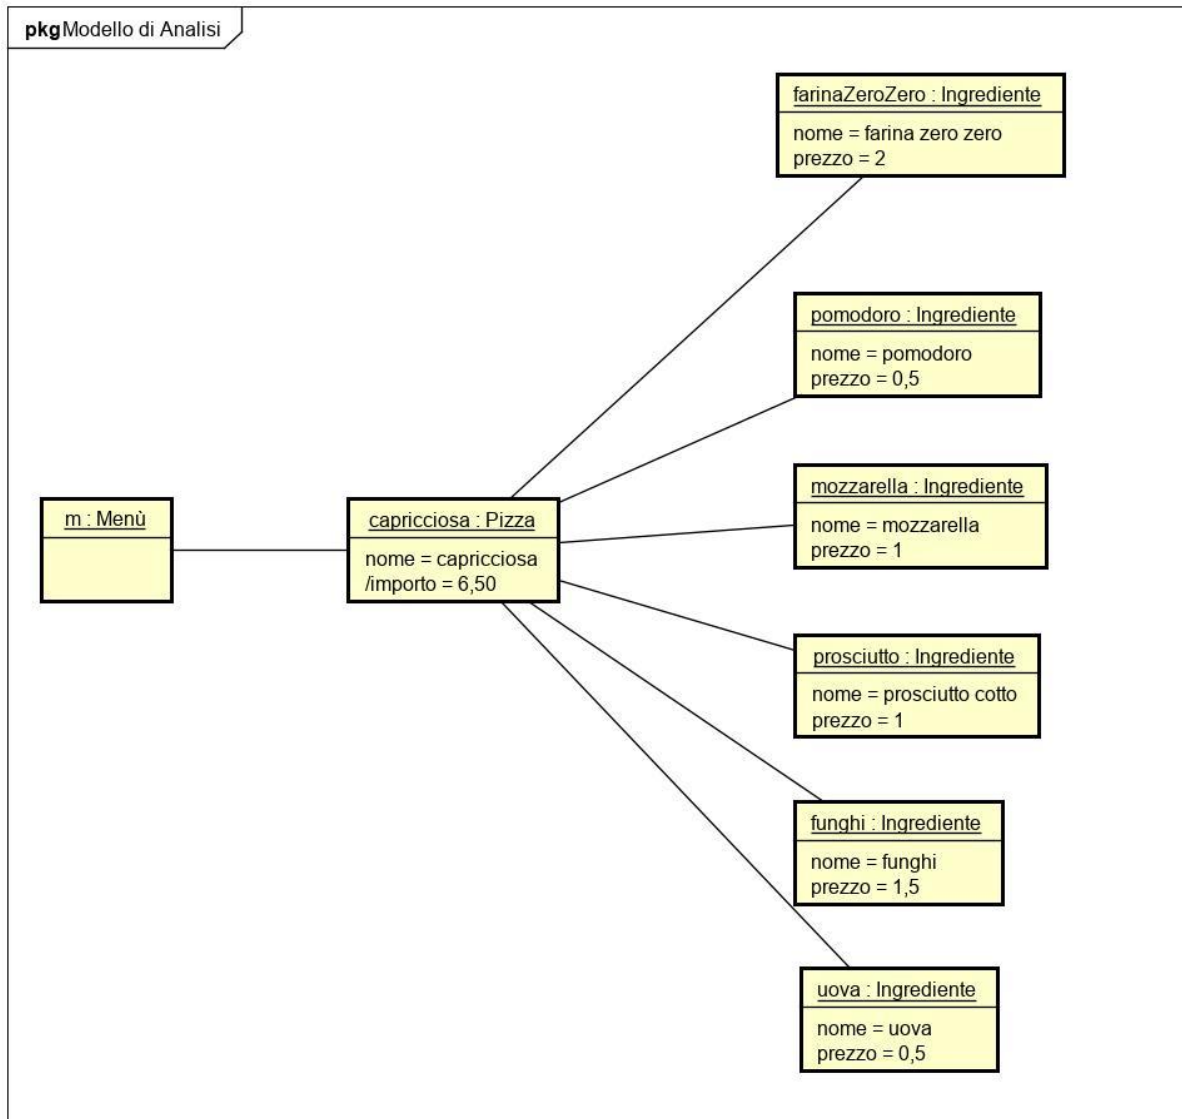 pkg Modello di Analisi
farinaZeroZero : Ingrediente
nome = farina zero zero
prezzo = 2
pomodoro : Ingrediente
nome = pomodoro
prezzo = 0,5
mozzarella : Ingrediente
nome = mozzarella
prezzo = 1
m : Menù
capricciosa : Pizza
nome = capricciosa
/importo = 6,50
prosciutto : Ingrediente
nome = prosciutto cotto
prezzo = 1
funghi : Ingrediente
nome = funghi
prezzo = 1,5
uova : Ingrediente
nome = uova
prezzo = 0,5